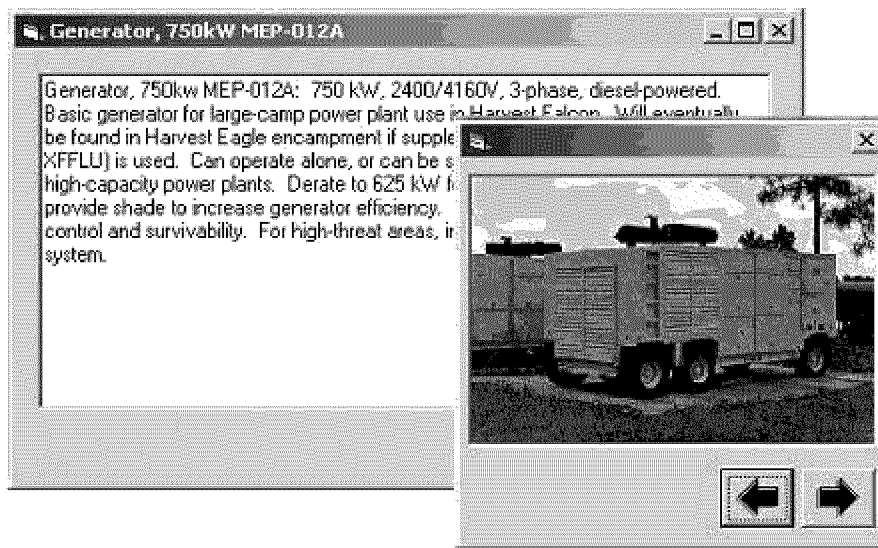 Generator, 750kW MEP-012A
Generator, 750kw MEP-012A: 750 kW, 2400/4160V, 3-phase, diesel-powered.
Basic generator for large-camp power plant use in Harvest Falcon. Will eventually
be found in Harvest Eagle encampment if supple
XFFLU) is used. Can operate alone, or can be s
high-capacity power plants. Derate to 625 kW f
provide shade to increase generator efficiency.
control and survivability. For high-threat areas, in
system.